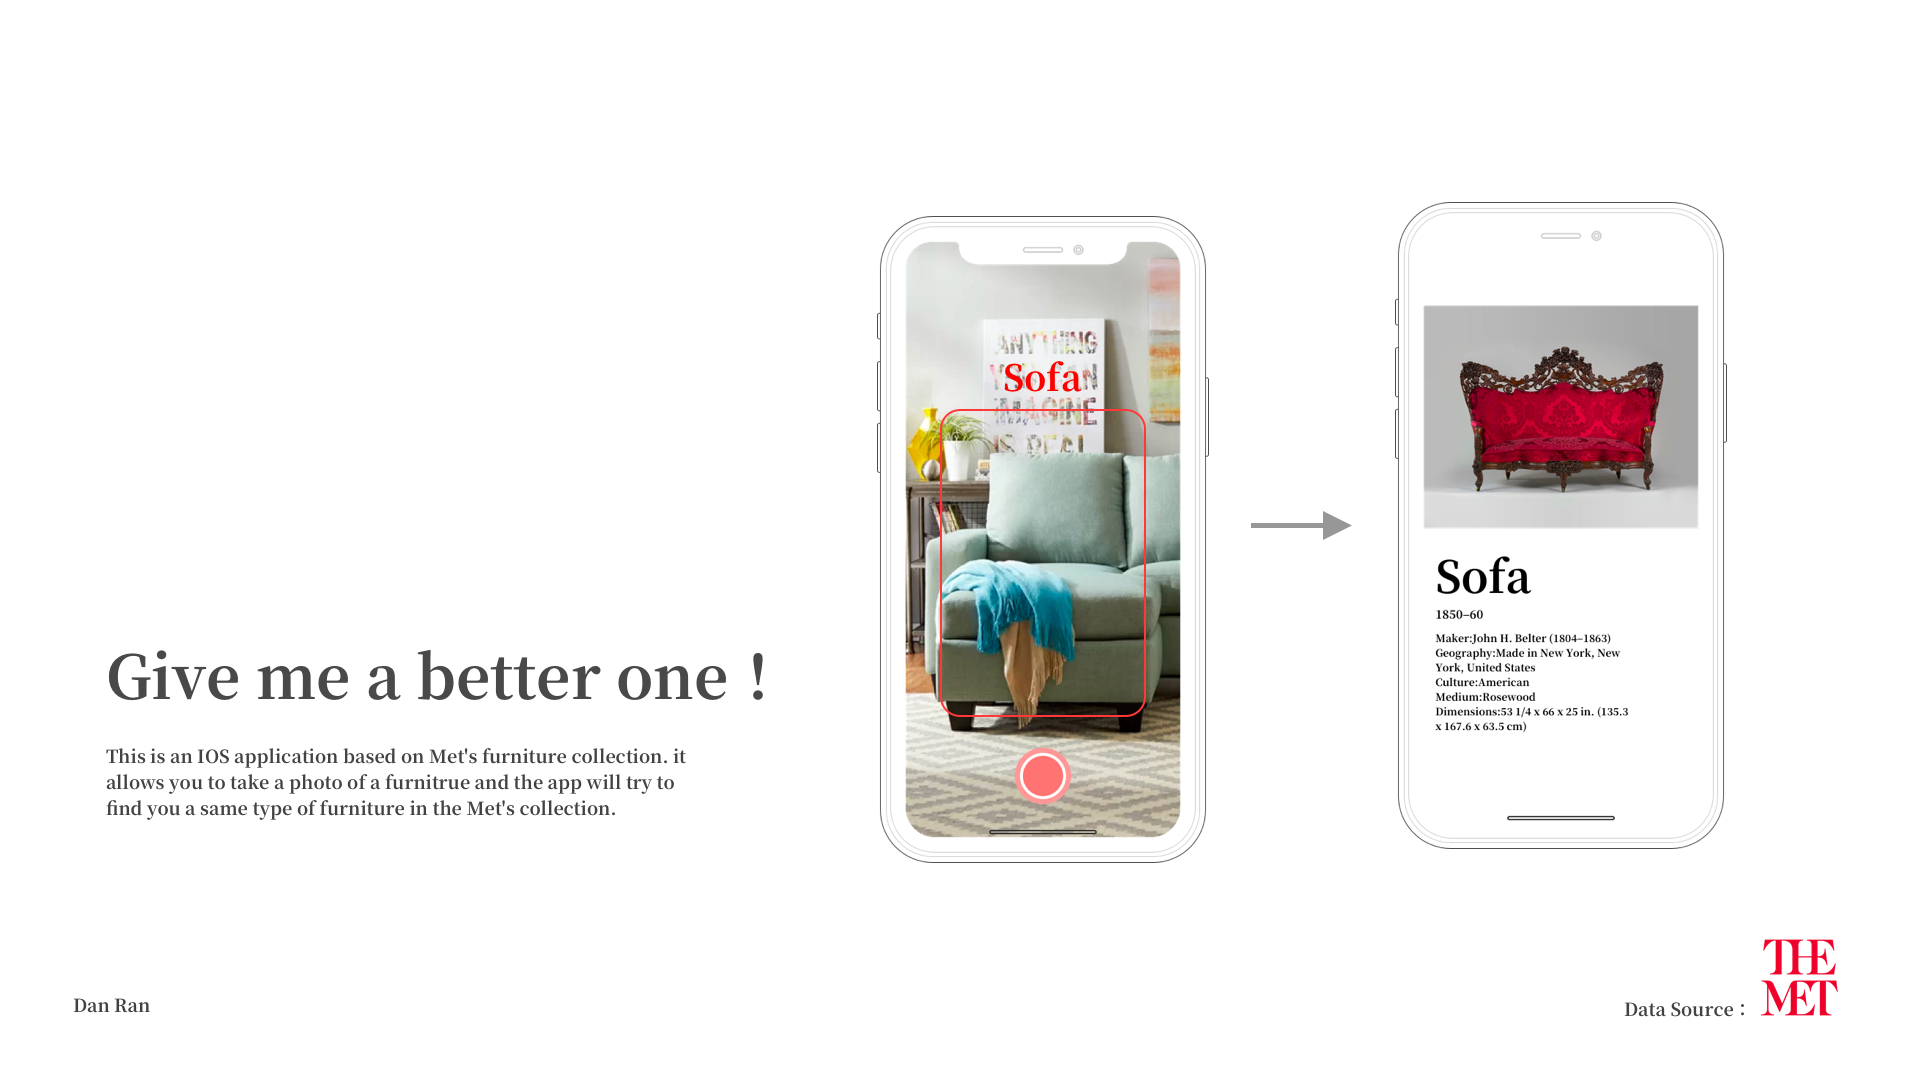 Give me a better one！
This is an IOS application based on Met's furniture collection. it
allows you to take a photo of a furnitrue and the app will try to
find you a same type of furniture in the Met's collection.
Dan Ran
ANYTHING
YOU CAN
IMAGINE
IS REAL
Sofa
Sofa
1850–60
Maker:John H. Belter (1804–1863)
Geography:Made in New York, New
York, United States
Culture:American
Medium:Rosewood
Dimensions:53 1/4 x 66 x 25 in. (135.3
x 167.6 x 63.5 cm)
Data Source：
THE
MET